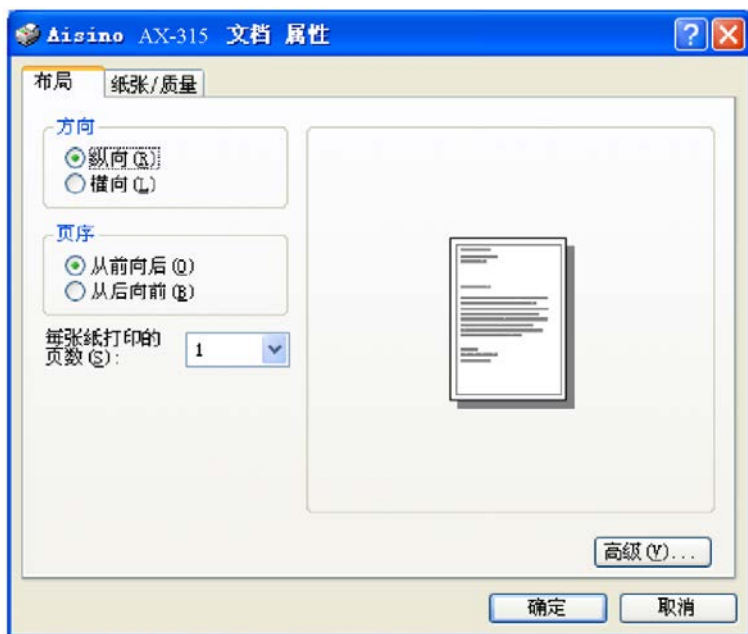 Aisino AX-315 文档 属性
布局
纸张/质量
方向
纵向(R)
横向(L)
页序
从前向后(O)
从后向前(B)
每张纸打印的
页数(S):
1
高级(V)...
确定
取消